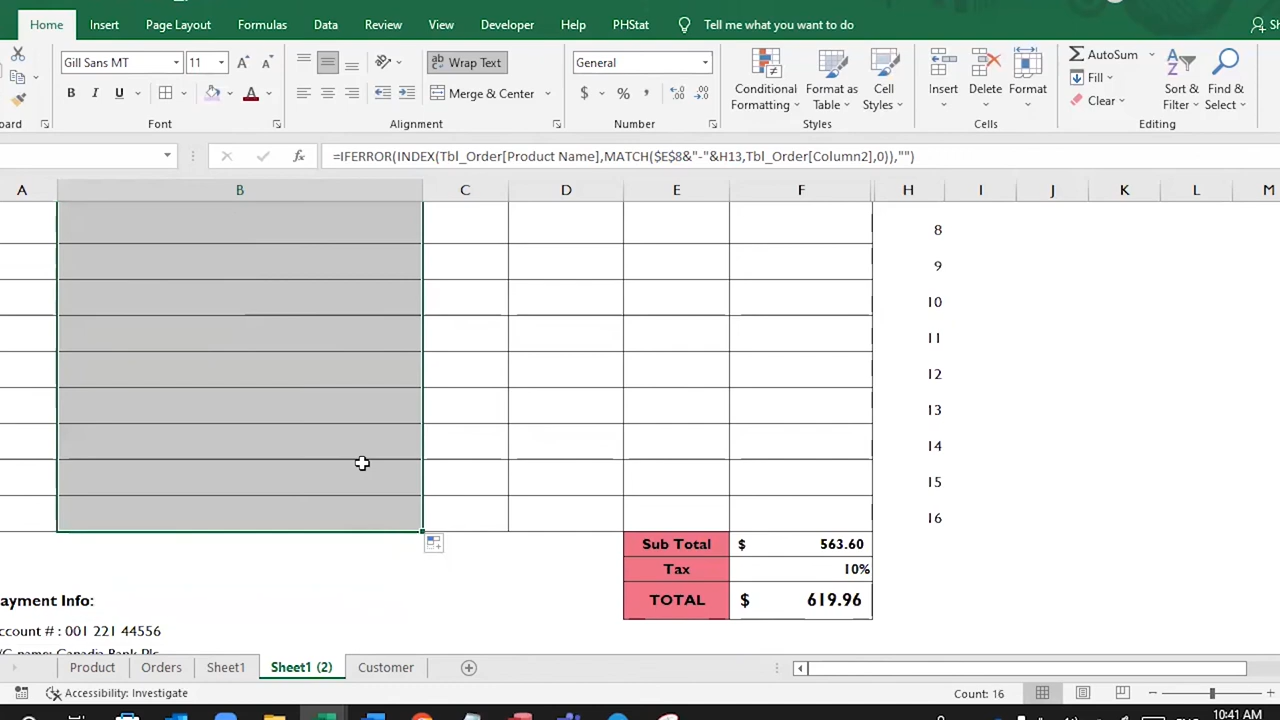 Home Insert Page Layout Formulas Data Review View Developer Help PHStat Tell me what you want to do
Gill Sans MT 11 Wrap Text General AutoSum
Conditional Formatting Format as Table Cell Styles Insert Delete Format Fill Sort & Filter Find & Select
B I U Merge & Center $ % Clear
Font Alignment Number Styles Cells Editing
fx =IFERROR(INDEX(Tbl_Order[Product Name],MATCH($E$8&"-"&H13,Tbl_Order[Column2],0)),"")
A B C D E F H I J K L M
8
9
10
11
12
13
14
15
16
Sub Total $ 563.60
Tax 10%
TOTAL $ 619.96
ayment Info:
ccount # : 001 221 44556
Product Orders Sheet1 Sheet1 (2) Customer
Accessibility: Investigate Count: 16
10:41 AM